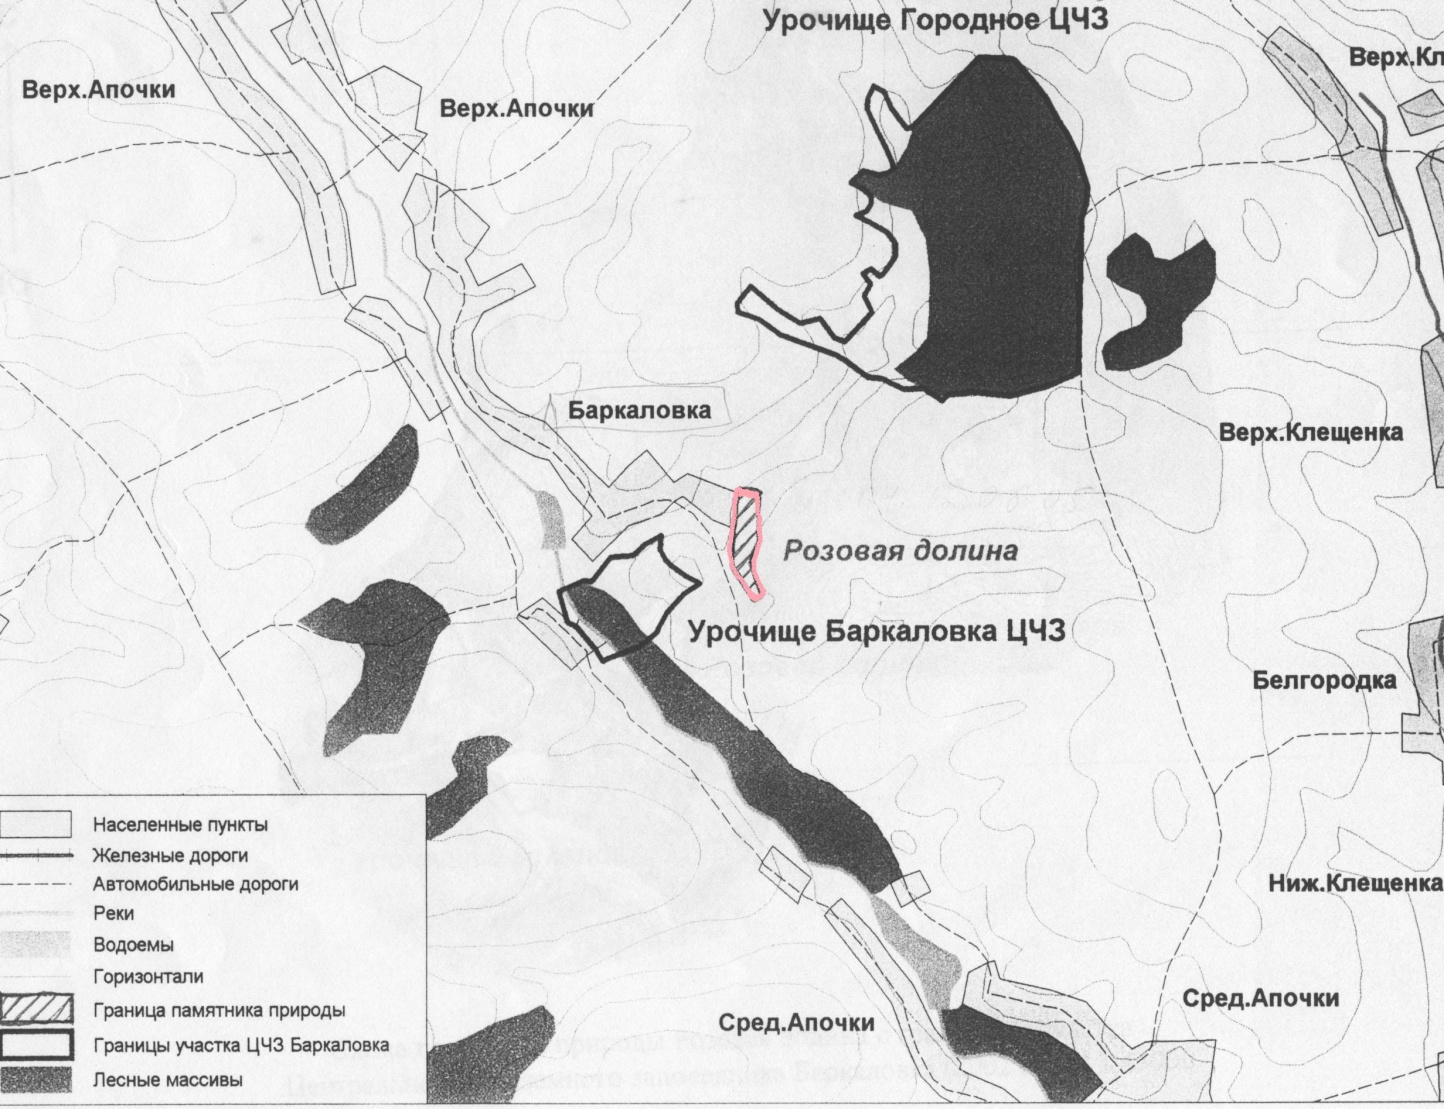 Урочище Городное ЦЧЗ
Верх.Кл
Верх.Апочки
Верх.Апочки
Баркаловка
Верх.Клещенка
Розовая долина
Урочище Баркаловка ЦЧЗ
Белгородка
Населенные пункты
Железные дороги
Автомобильные дороги
Реки
Водоемы
Горизонтали
Граница памятника природы
Границы участка ЦЧЗ Баркаловка
Лесные массивы
Ниж.Клещенка
Сред.Апочки
Сред.Апочки